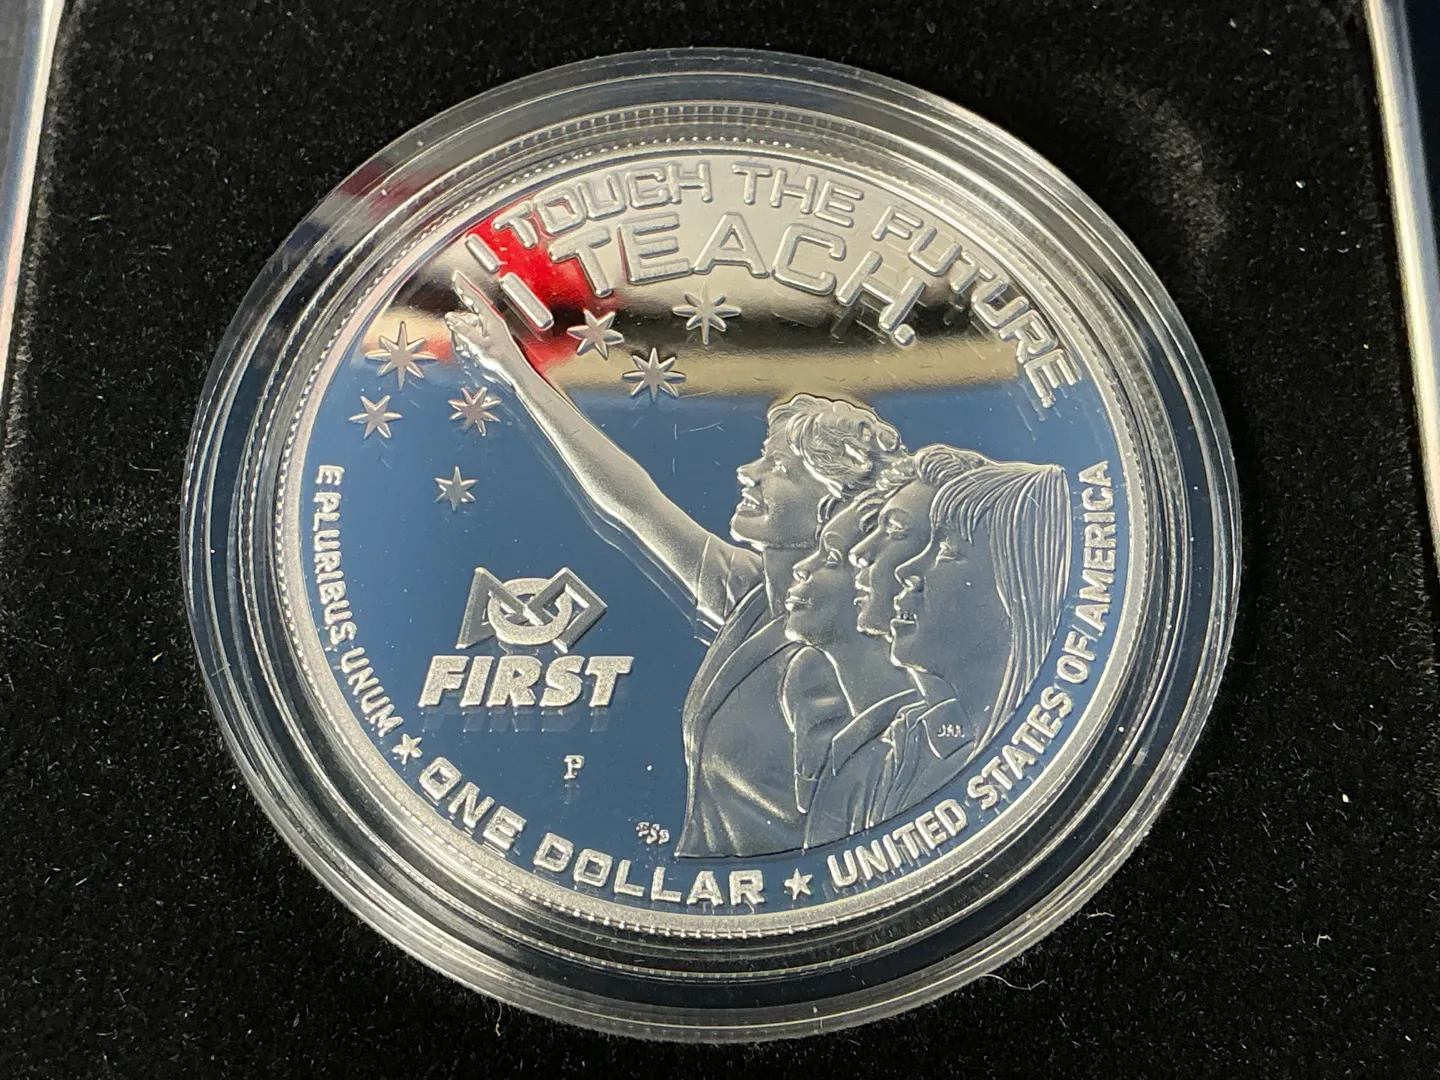 I TOUCH THE FUTURE
I TEACH.
E PLURIBUS UNUM
FIRST
P
ONE DOLLAR
UNITED STATES OF AMERICA